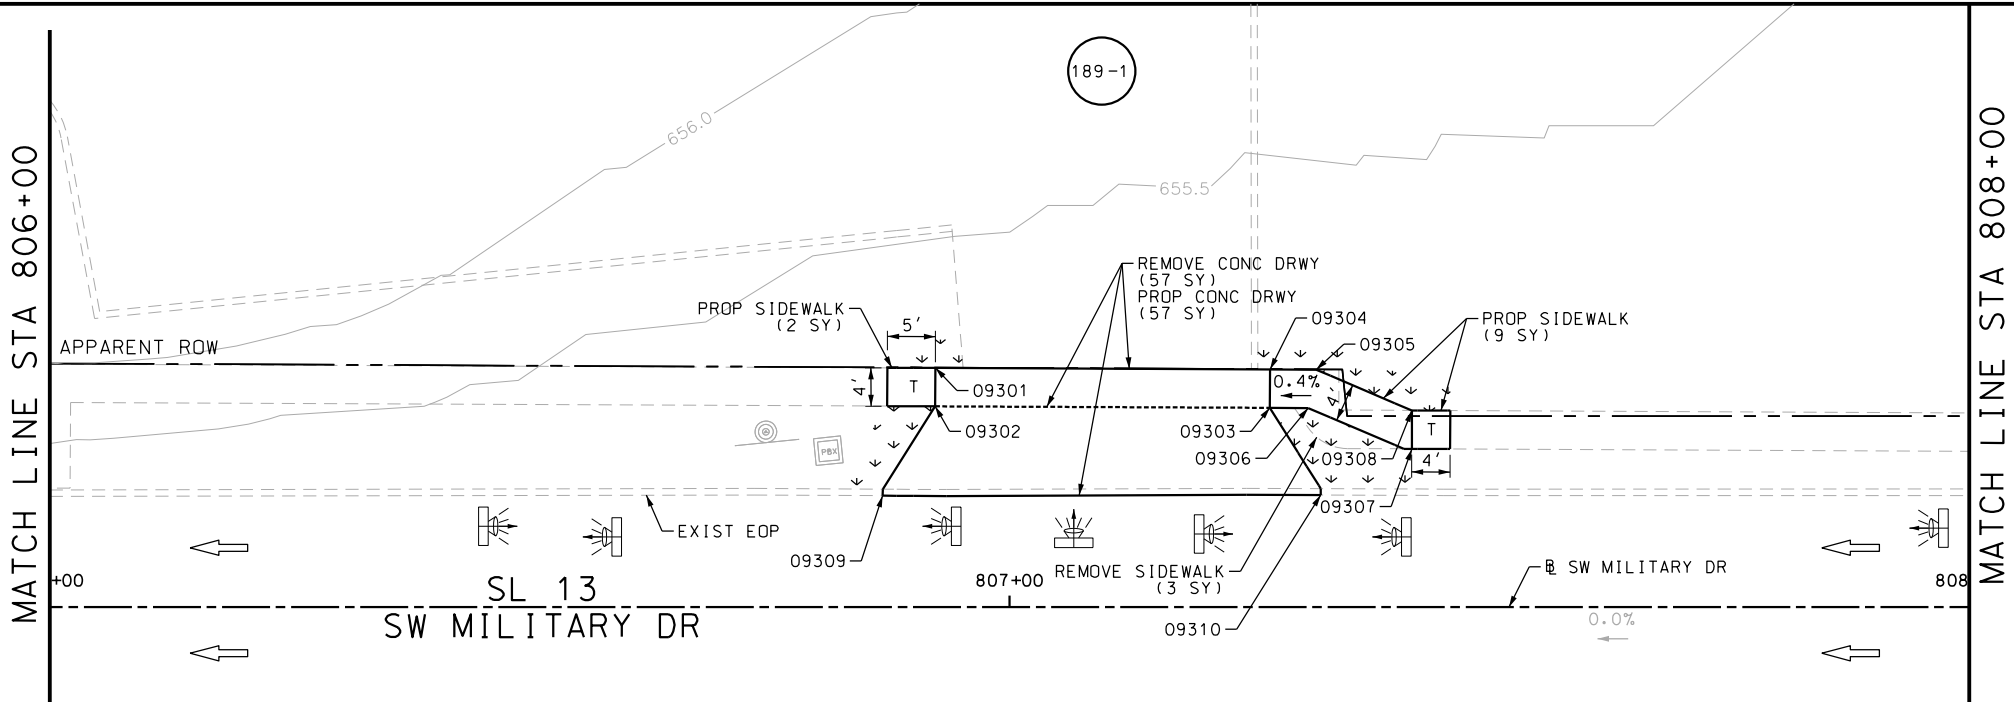 189-1
MATCH LINE STA 806+00
MATCH LINE STA 808+00
656.0
655.5
REMOVE CONC DRWY
(57 SY)
PROP CONC DRWY
(57 SY)
PROP SIDEWALK
(2 SY)
5'
09304
PROP SIDEWALK
(9 SY)
APPARENT ROW
09305
4'
T
09301
0.4%
4'
09302
09303
T
09306
09308
4'
PBX
09307
EXIST EOP
09309
REMOVE SIDEWALK
(3 SY)
℄ SW MILITARY DR
+00
SL 13
807+00
808
SW MILITARY DR
09310
0.0%